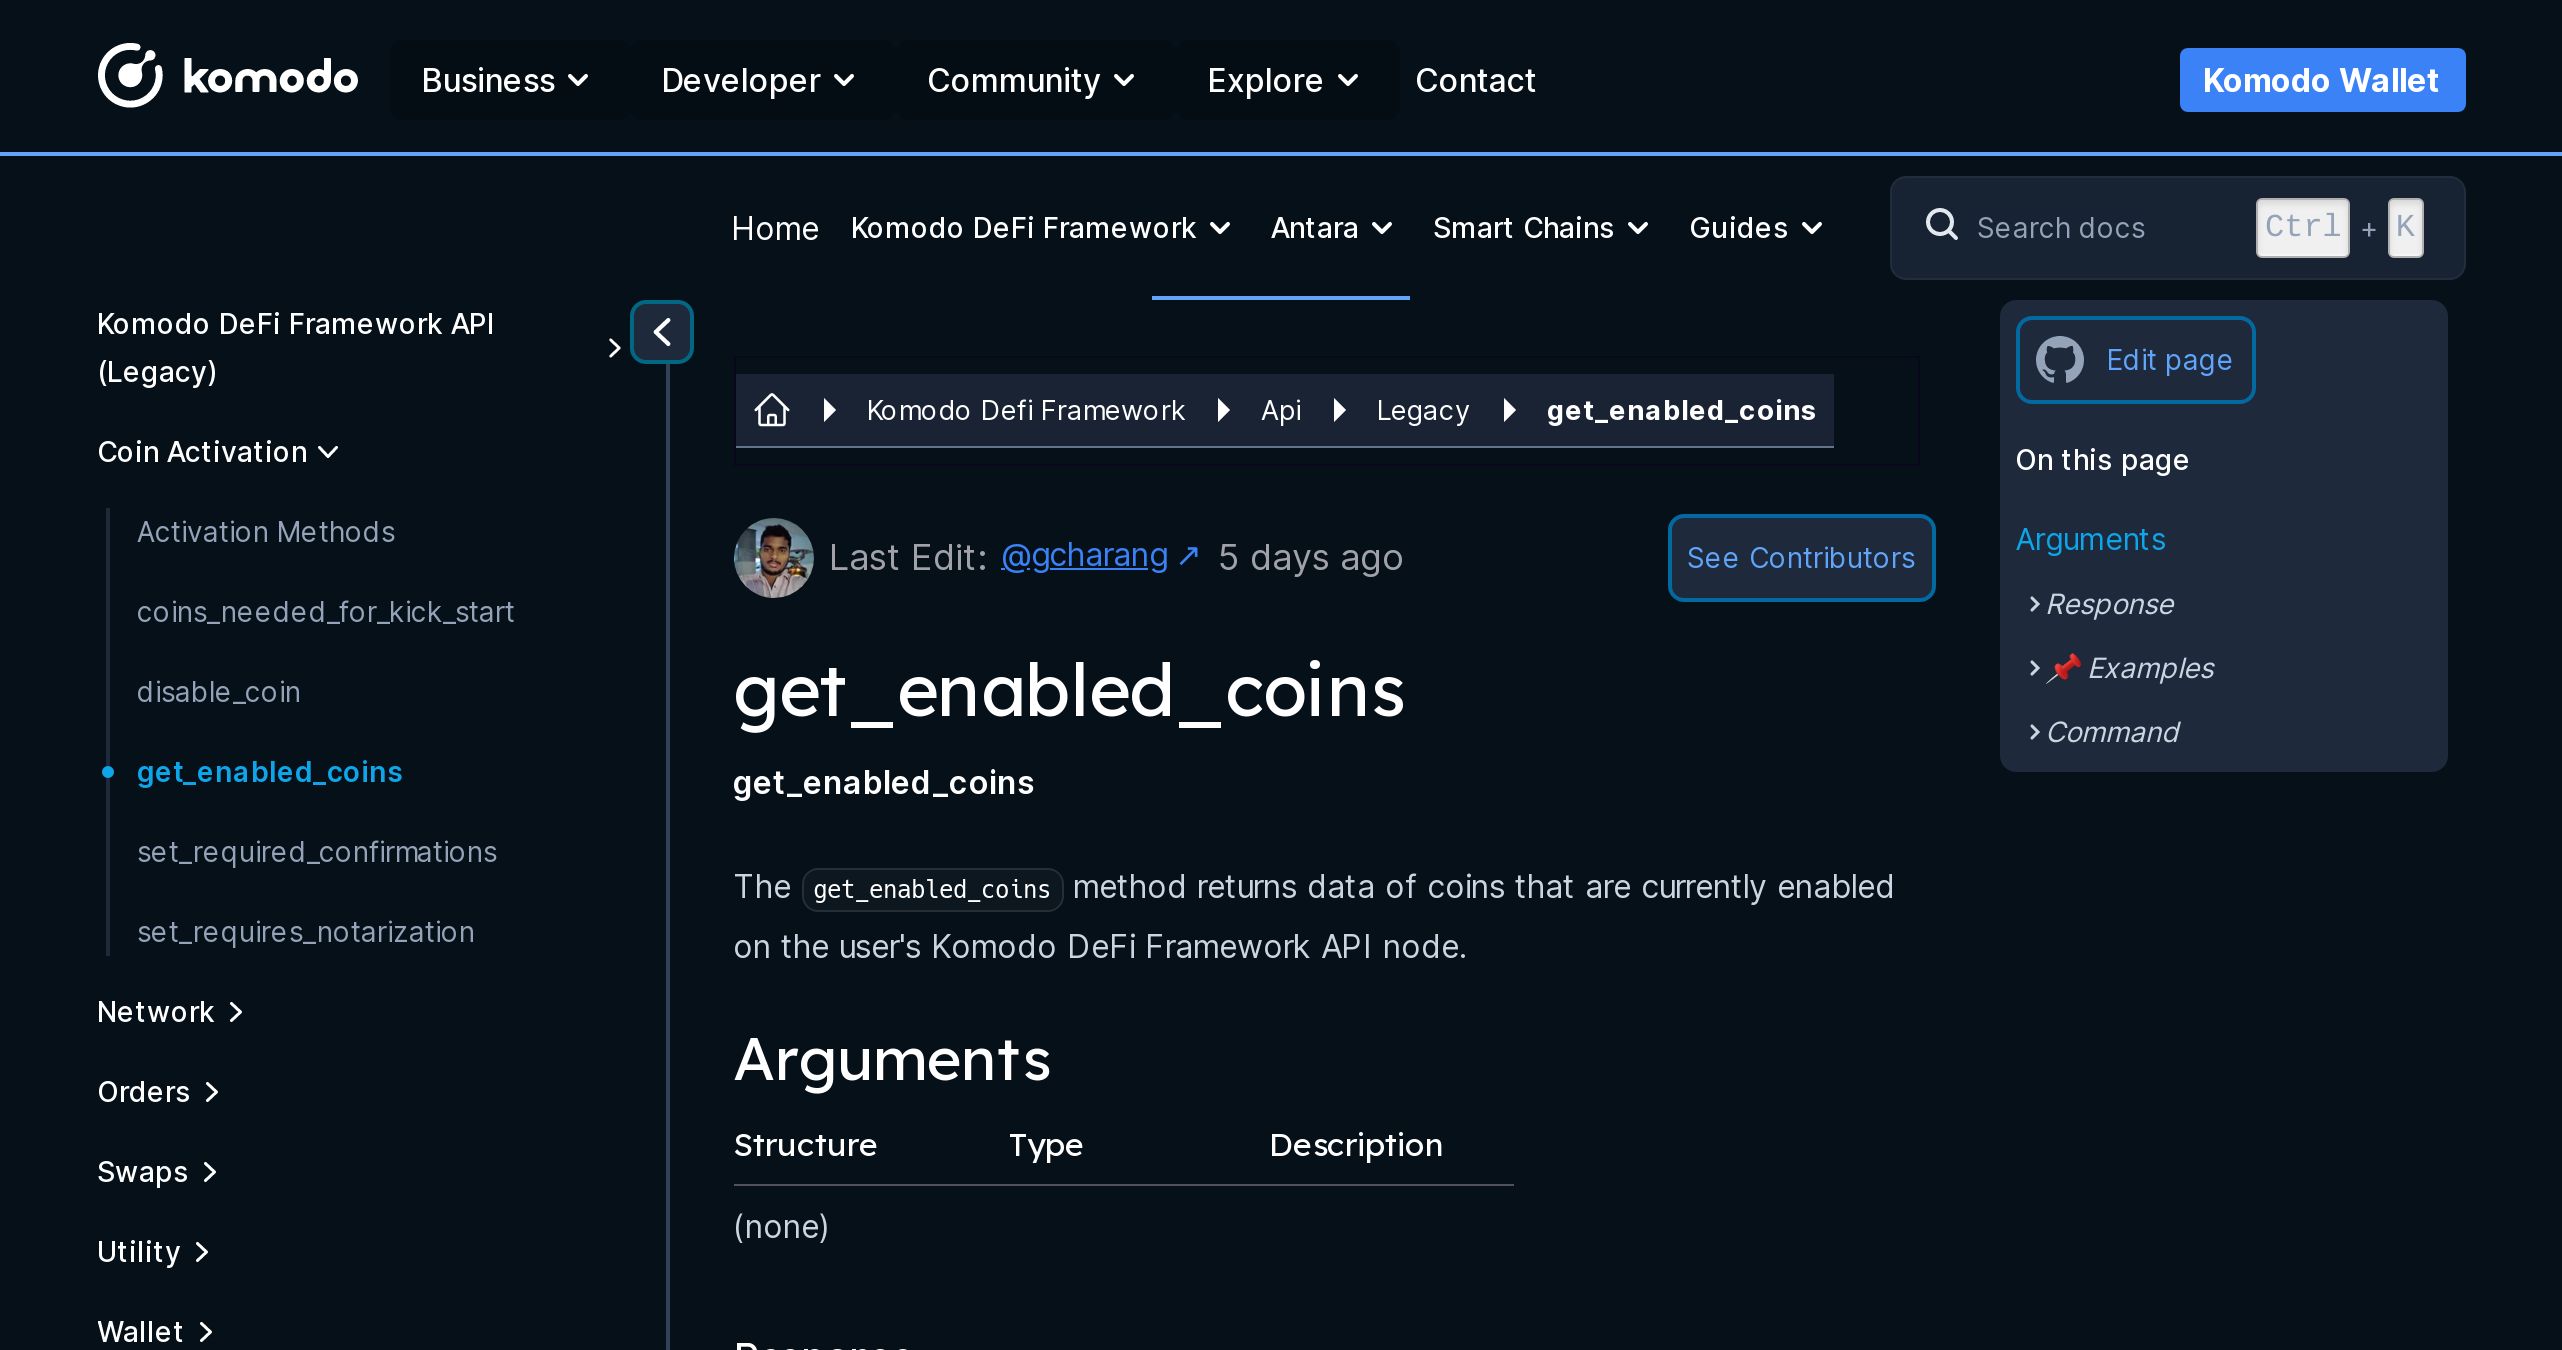 komodo
Business
Developer
Community
Explore
Contact
Komodo Wallet
Home
Komodo DeFi Framework
Antara
Smart Chains
Guides
Search docs
Ctrl + K
Komodo DeFi Framework API
(Legacy)
Coin Activation
Activation Methods
coins_needed_for_kick_start
disable_coin
get_enabled_coins
set_required_confirmations
set_requires_notarization
Network
Orders
Swaps
Utility
Wallet
Komodo Defi Framework
Api
Legacy
get_enabled_coins
Last Edit: @gcharang ↗ 5 days ago
See Contributors
get_enabled_coins
get_enabled_coins
The get_enabled_coins method returns data of coins that are currently enabled
on the user's Komodo DeFi Framework API node.
Arguments
Structure Type Description
(none)
Response
Edit page
On this page
Arguments
Response
📌 Examples
Command